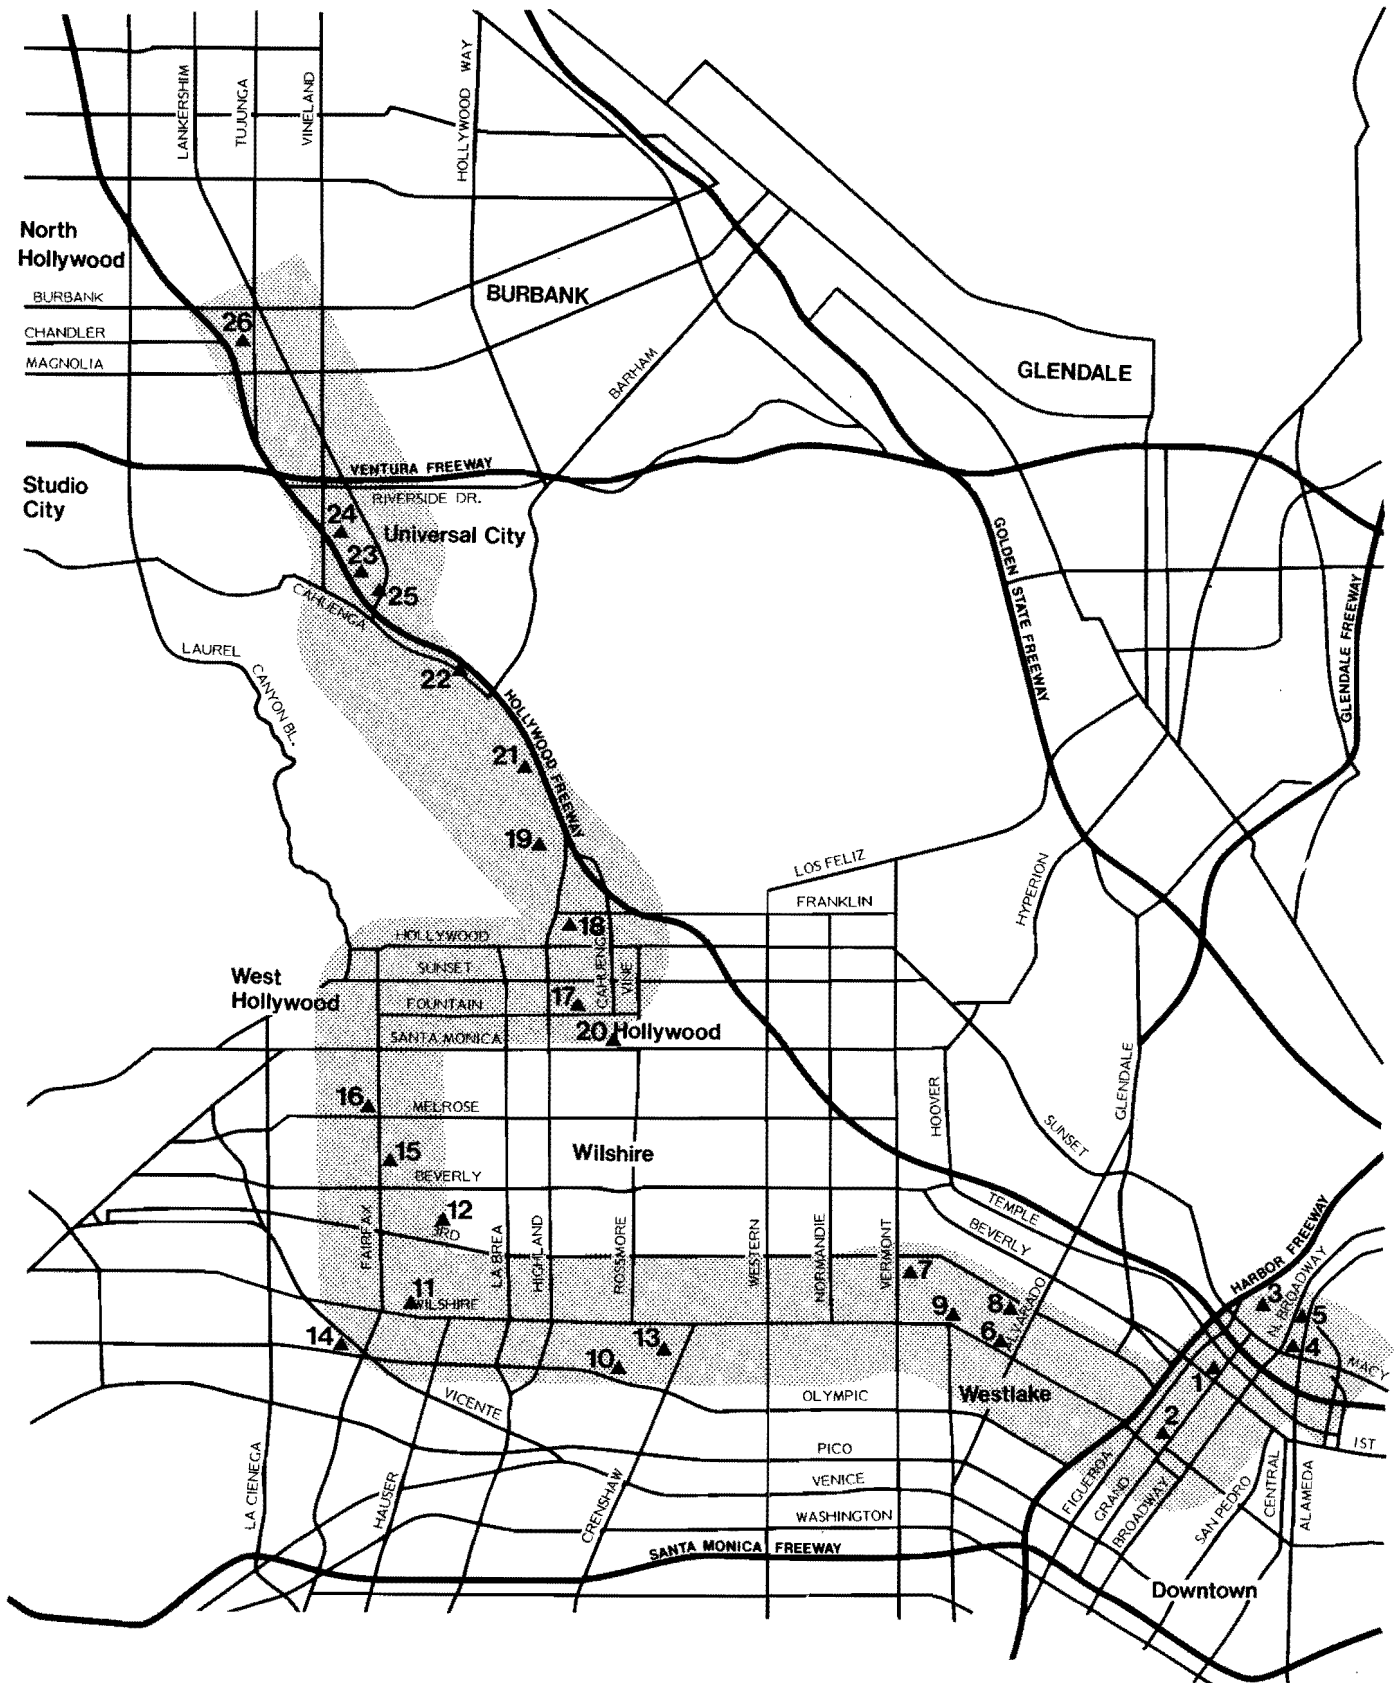 LANKERSHIM
TUJUNGA
VINELAND
HOLLYWOOD WAY
North
Hollywood
BURBANK
BURBANK
26
CHANDLER
MAGNOLIA
BARHAM
GLENDALE
VENTURA FREEWAY
RIVERSIDE DR.
Studio
City
24
Universal City
23
25
CAHUENGA
GOLDEN STATE FREEWAY
GLENDALE FREEWAY
LAUREL CANYON BL.
22
HOLLYWOOD FREEWAY
21
19
LOS FELIZ
FRANKLIN
HYPERION
18
HOLLYWOOD
CAHUENGA
VINE
SUNSET
West
Hollywood
FOUNTAIN
17
SANTA MONICA
20
Hollywood
HOOVER
GLENDALE
SUNSET
16
MELROSE
15
Wilshire
BEVERLY
12
3RD
FAIRFAX
LA BREA
HIGHLAND
ROSSMORE
WESTERN
NORMANDIE
VERMONT
TEMPLE
BEVERLY
HARBOR FREEWAY
7
11
WILSHIRE
9
8
6
ALVARADO
3
N. BROADWAY
5
4
14
13
10
1
MACY
VICENTE
OLYMPIC
Westlake
2
PICO
1ST
VENICE
LA CIENEGA
HAUSER
CRENSHAW
FIGUEROA
GRAND
BROADWAY
SAN PEDRO
CENTRAL
ALAMEDA
WASHINGTON
SANTA MONICA FREEWAY
Downtown